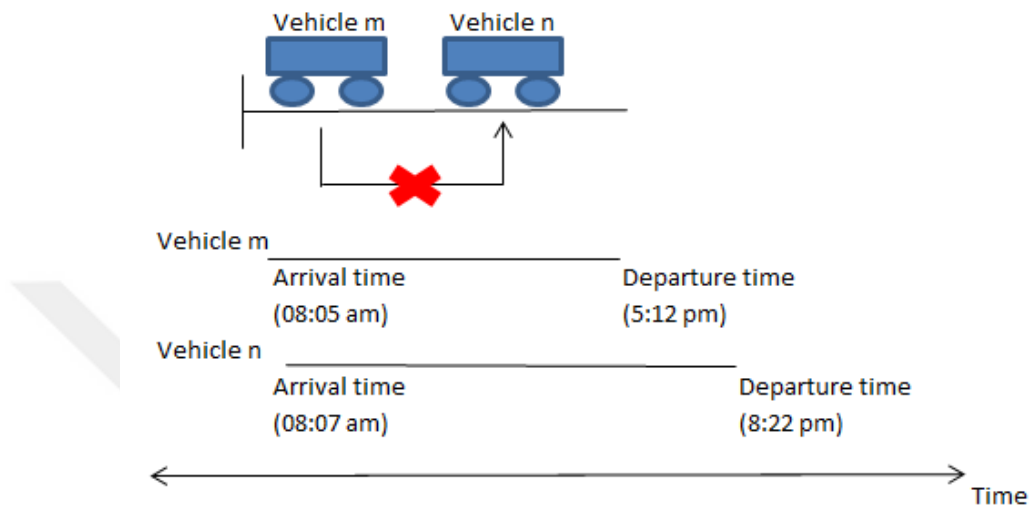 Vehicle m Vehicle n
Vehicle m
Arrival time Departure time
(08:05 am) (5:12 pm)
Vehicle n
Arrival time Departure time
(08:07 am) (8:22 pm)
Time